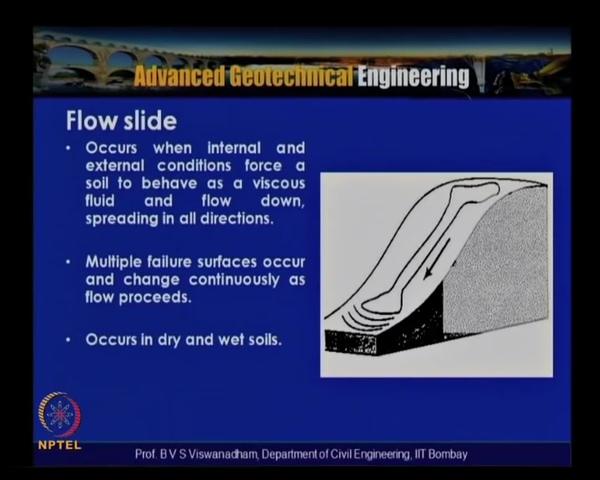 Advanced Geotechnical Engineering
Flow slide
• Occurs when internal and
external conditions force a
soil to behave as a viscous
fluid and flow down,
spreading in all directions.
• Multiple failure surfaces occur
and change continuously as
flow proceeds.
• Occurs in dry and wet soils.
NPTEL
Prof. B V S Viswanadham, Department of Civil Engineering, IIT Bombay